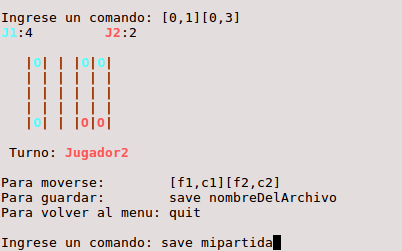 Ingrese un comando: [0,1][0,3]
J1:4 J2:2
|O| | |O|O|
| | | | | |
| | | | | |
| | | | | |
|O| | |O|O|
Turno: Jugador2
Para moverse: [f1,c1][f2,c2]
Para guardar: save nombreDelArchivo
Para volver al menu: quit
Ingrese un comando: save mipartida